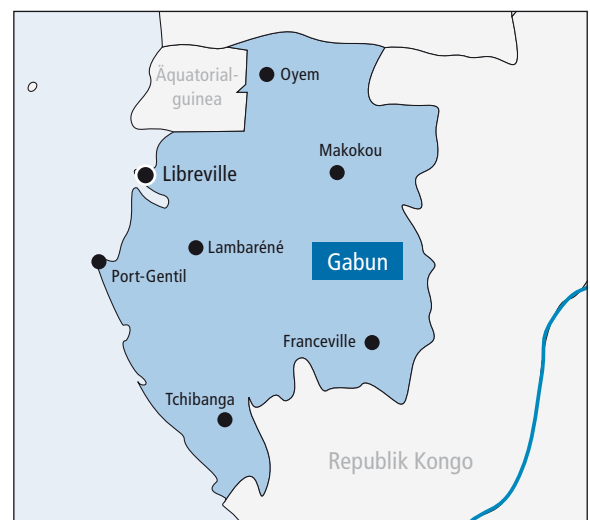 Äquatorial-
guinea
Oyem
Makokou
Libreville
Lambaréné
Gabun
Port-Gentil
Franceville
Tchibanga
Republik Kongo